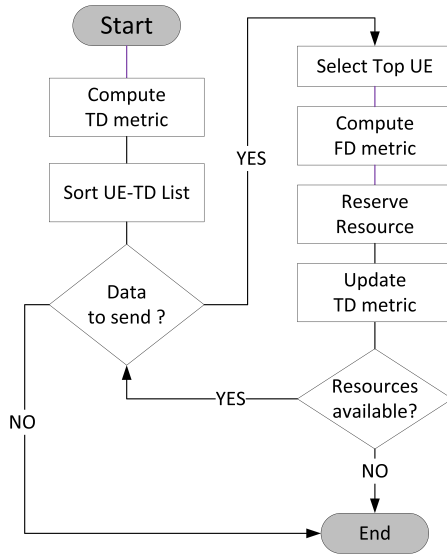 Start
Compute
TD metric
Sort UE-TD List
Data
to send ?
YES
NO
Select Top UE
Compute
FD metric
Reserve
Resource
Update
TD metric
Resources
available?
YES
NO
End